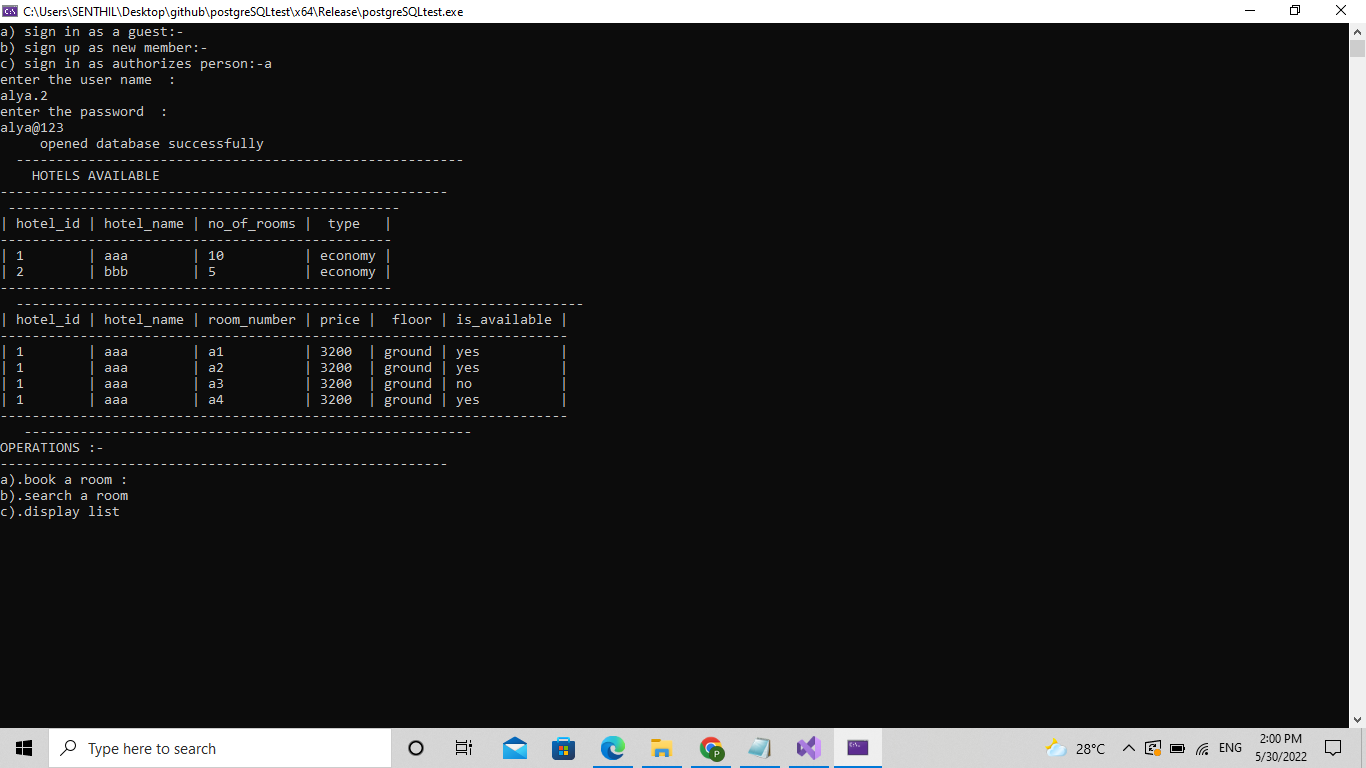 C:\Users\SENTHIL\Desktop\github\postgreSQLtest\x64\Release\postgreSQLtest.exe
a) sign in as a guest:-
b) sign up as new member:-
c) sign in as authorizes person:-a
enter the user name  :
alya.2
enter the password  :
alya@123
     opened database successfully
  --------------------------------------------------------
    HOTELS AVAILABLE
--------------------------------------------------------
 -------------------------------------------------
| hotel_id | hotel_name | no_of_rooms |  type   |
-------------------------------------------------
| 1        | aaa        | 10          | economy |
| 2        | bbb        | 5           | economy |
-------------------------------------------------
  -----------------------------------------------------------------------
| hotel_id | hotel_name | room_number | price |  floor | is_available |
-----------------------------------------------------------------------
| 1        | aaa        | a1          | 3200  | ground | yes          |
| 1        | aaa        | a2          | 3200  | ground | yes          |
| 1        | aaa        | a3          | 3200  | ground | no           |
| 1        | aaa        | a4          | 3200  | ground | yes          |
-----------------------------------------------------------------------
   --------------------------------------------------------
OPERATIONS :-
--------------------------------------------------------
a).book a room :
b).search a room
c).display list
Type here to search
28°C
ENG
2:00 PM
5/30/2022